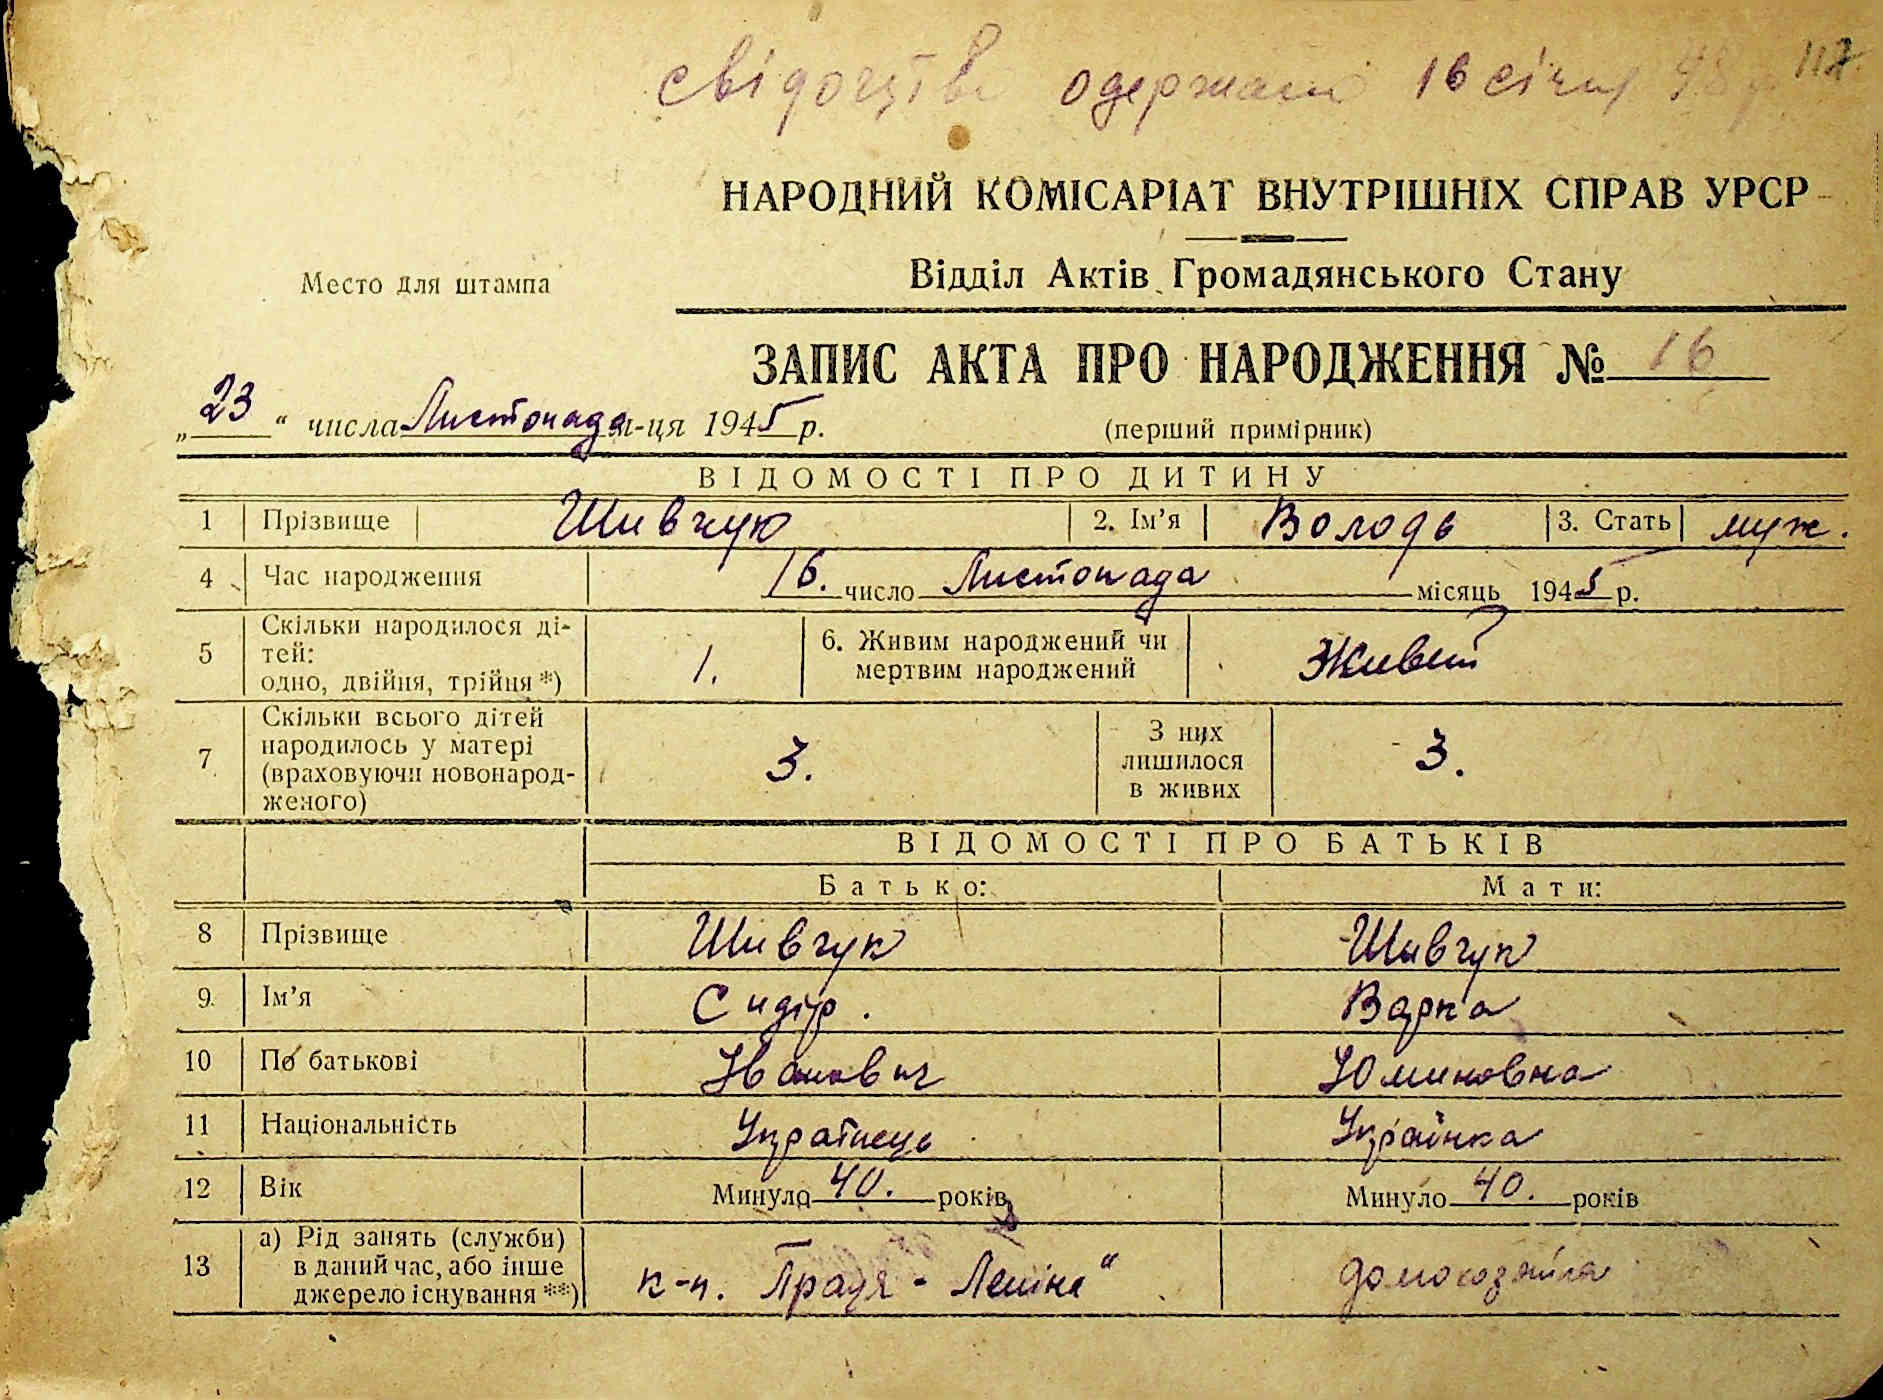 свідоцтво одержали 16 січня 117
НАРОДНИЙ КОМІСАРІАТ ВНУТРІШНІХ СПРАВ УРСР
Место для штампа
Відділ Актів Громадянського Стану
ЗАПИС АКТА ПРО НАРОДЖЕННЯ № 16
„23“ числа Листопада м-ця 1945 р.
(перший примірник)
ВІДОМОСТІ ПРО ДИТИНУ
1 Прізвище Шивчук 2. Ім’я Володь 3. Стать муж.
4 Час народження 16. число Листопада місяць 1945 р.
5 Скільки народилося ді-
тей:
одно, двійня, трійня *) 1. 6. Живим народжений чи
мертвим народжений Живий
7 Скільки всього дітей
народилось у матері
(враховуючи новонарод-
женого) 3. З них
лишилося
в живих 3.
ВІДОМОСТІ ПРО БАТЬКІВ
Батько: Мати:
8 Прізвище Шивчук Шивчук
9 Ім’я Сидір. Варка
10 По батькові Іванович Юминовна
11 Національність Українець Українка
12 Вік Минуло 40. років Минуло 40. років
13 а) Рід занять (служби)
в даний час, або інше
джерело існування **) к-п. Праця - Леніна“ домохозяйка